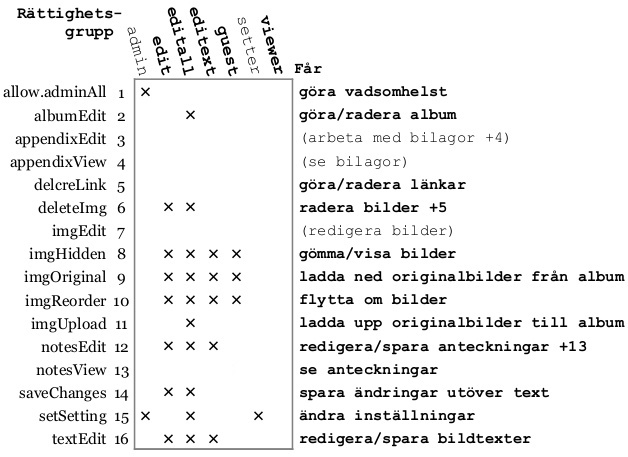 Rättighets-
grupp
admin edit editall editext guest setter viewer
Får
allow.adminAll 1 × göra vadsomhelst
albumEdit 2 × göra/radera album
appendixEdit 3 (arbeta med bilagor +4)
appendixView 4 (se bilagor)
delcreLink 5 göra/radera länkar
deleteImg 6 × × radera bilder +5
imgEdit 7 (redigera bilder)
imgHidden 8 × × × × gömma/visa bilder
imgOriginal 9 × × × × ladda ned originalbilder från album
imgReorder 10 × × × × flytta om bilder
imgUpload 11 × ladda upp originalbilder till album
notesEdit 12 × × × redigera/spara anteckningar +13
notesView 13 se anteckningar
saveChanges 14 × × spara ändringar utöver text
setSetting 15 × × × ändra inställningar
textEdit 16 × × × redigera/spara bildtexter